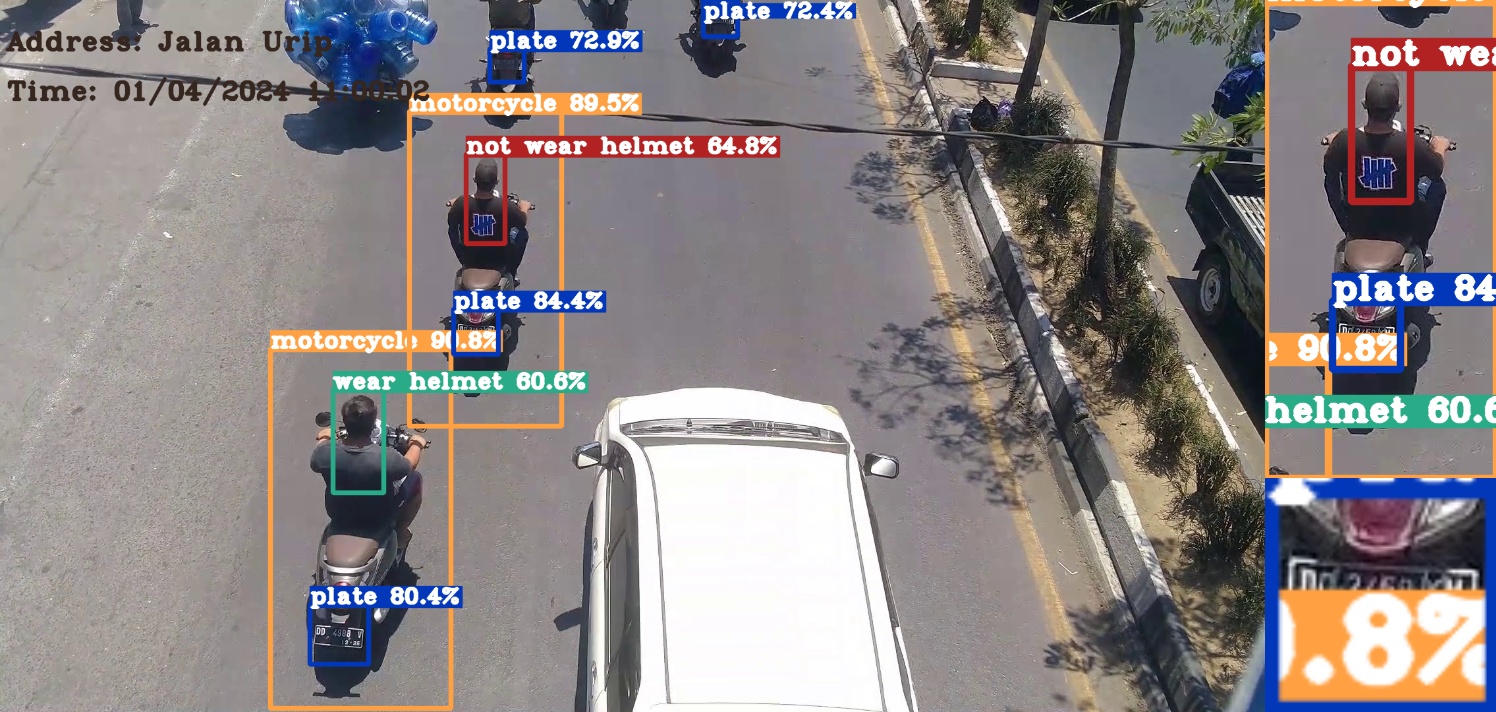 plate 72.4%
Address: Jalan Urip
plate 72.9%
Time: 01/04/2024 11:00:02
motorcycle 89.5%
not wear helmet 64.8%
plate 84.4%
motorcycle 90.8%
wear helmet 60.6%
plate 80.4%
DD 4988 V
not wea
plate 84
e 90.8%
helmet 60.6
.8%